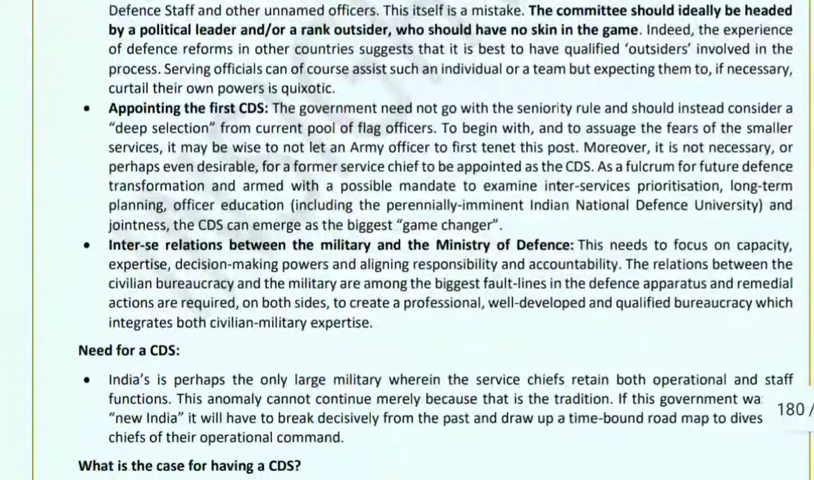 Defence Staff and other unnamed officers. This itself is a mistake. The committee should ideally be headed
by a political leader and/or a rank outsider, who should have no skin in the game. Indeed, the experience
of defence reforms in other countries suggests that it is best to have qualified ‘outsiders’ involved in the
process. Serving officials can of course assist such an individual or a team but expecting them to, if necessary,
curtail their own powers is quixotic.
• Appointing the first CDS: The government need not go with the seniority rule and should instead consider a
“deep selection” from current pool of flag officers. To begin with, and to assuage the fears of the smaller
services, it may be wise to not let an Army officer to first tenet this post. Moreover, it is not necessary, or
perhaps even desirable, for a former service chief to be appointed as the CDS. As a fulcrum for future defence
transformation and armed with a possible mandate to examine inter-services prioritisation, long-term
planning, officer education (including the perennially-imminent Indian National Defence University) and
jointness, the CDS can emerge as the biggest “game changer”.
• Inter-se relations between the military and the Ministry of Defence: This needs to focus on capacity,
expertise, decision-making powers and aligning responsibility and accountability. The relations between the
civilian bureaucracy and the military are among the biggest fault-lines in the defence apparatus and remedial
actions are required, on both sides, to create a professional, well-developed and qualified bureaucracy which
integrates both civilian-military expertise.
Need for a CDS:
• India’s is perhaps the only large military wherein the service chiefs retain both operational and staff
functions. This anomaly cannot continue merely because that is the tradition. If this government wa
“new India” it will have to break decisively from the past and draw up a time-bound road map to dives
chiefs of their operational command.
180 /
What is the case for having a CDS?